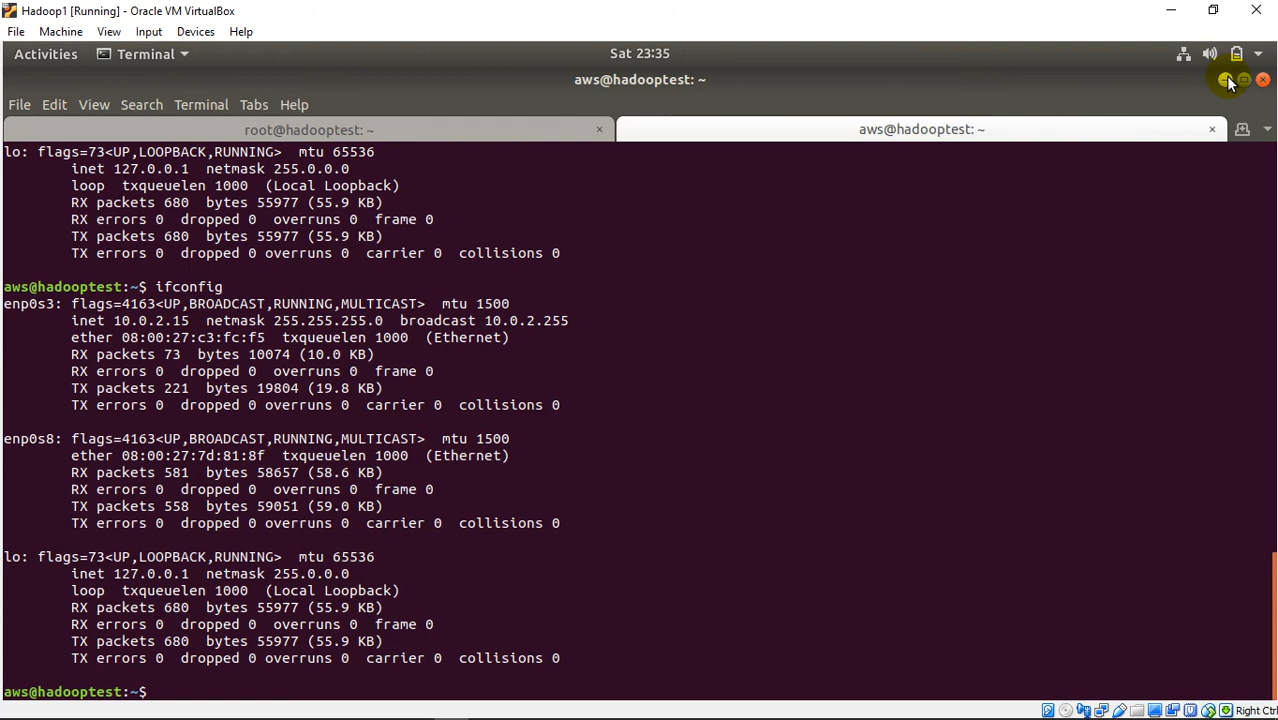 Hadoop1 [Running] - Oracle VM VirtualBox
File Machine View Input Devices Help
Activities Terminal Sat 23:35
aws@hadooptest: ~
File Edit View Search Terminal Tabs Help
root@hadooptest: ~ × aws@hadooptest: ~ ×
lo: flags=73<UP,LOOPBACK,RUNNING> mtu 65536
inet 127.0.0.1 netmask 255.0.0.0
loop txqueuelen 1000 (Local Loopback)
RX packets 680 bytes 55977 (55.9 KB)
RX errors 0 dropped 0 overruns 0 frame 0
TX packets 680 bytes 55977 (55.9 KB)
TX errors 0 dropped 0 overruns 0 carrier 0 collisions 0
aws@hadooptest:~$ ifconfig
enp0s3: flags=4163<UP,BROADCAST,RUNNING,MULTICAST> mtu 1500
inet 10.0.2.15 netmask 255.255.255.0 broadcast 10.0.2.255
ether 08:00:27:c3:fc:f5 txqueuelen 1000 (Ethernet)
RX packets 73 bytes 10074 (10.0 KB)
RX errors 0 dropped 0 overruns 0 frame 0
TX packets 221 bytes 19804 (19.8 KB)
TX errors 0 dropped 0 overruns 0 carrier 0 collisions 0
enp0s8: flags=4163<UP,BROADCAST,RUNNING,MULTICAST> mtu 1500
ether 08:00:27:7d:81:8f txqueuelen 1000 (Ethernet)
RX packets 581 bytes 58657 (58.6 KB)
RX errors 0 dropped 0 overruns 0 frame 0
TX packets 558 bytes 59051 (59.0 KB)
TX errors 0 dropped 0 overruns 0 carrier 0 collisions 0
lo: flags=73<UP,LOOPBACK,RUNNING> mtu 65536
inet 127.0.0.1 netmask 255.0.0.0
loop txqueuelen 1000 (Local Loopback)
RX packets 680 bytes 55977 (55.9 KB)
RX errors 0 dropped 0 overruns 0 frame 0
TX packets 680 bytes 55977 (55.9 KB)
TX errors 0 dropped 0 overruns 0 carrier 0 collisions 0
aws@hadooptest:~$
Right Ctrl